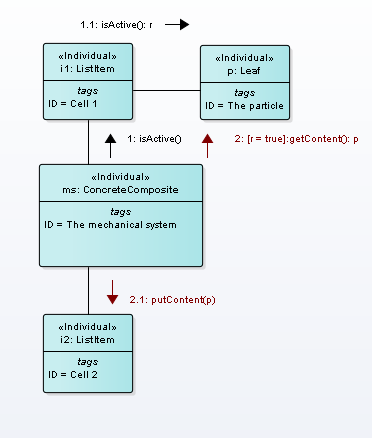 1.1: isActive(): r
«Individual»
i1: ListItem
tags
ID = Cell 1
«Individual»
p: Leaf
tags
ID = The particle
1: isActive()
2: [r = true]:getContent(): p
«Individual»
ms: ConcreteComposite
tags
ID = The mechanical system
2.1: putContent(p)
«Individual»
i2: ListItem
tags
ID = Cell 2